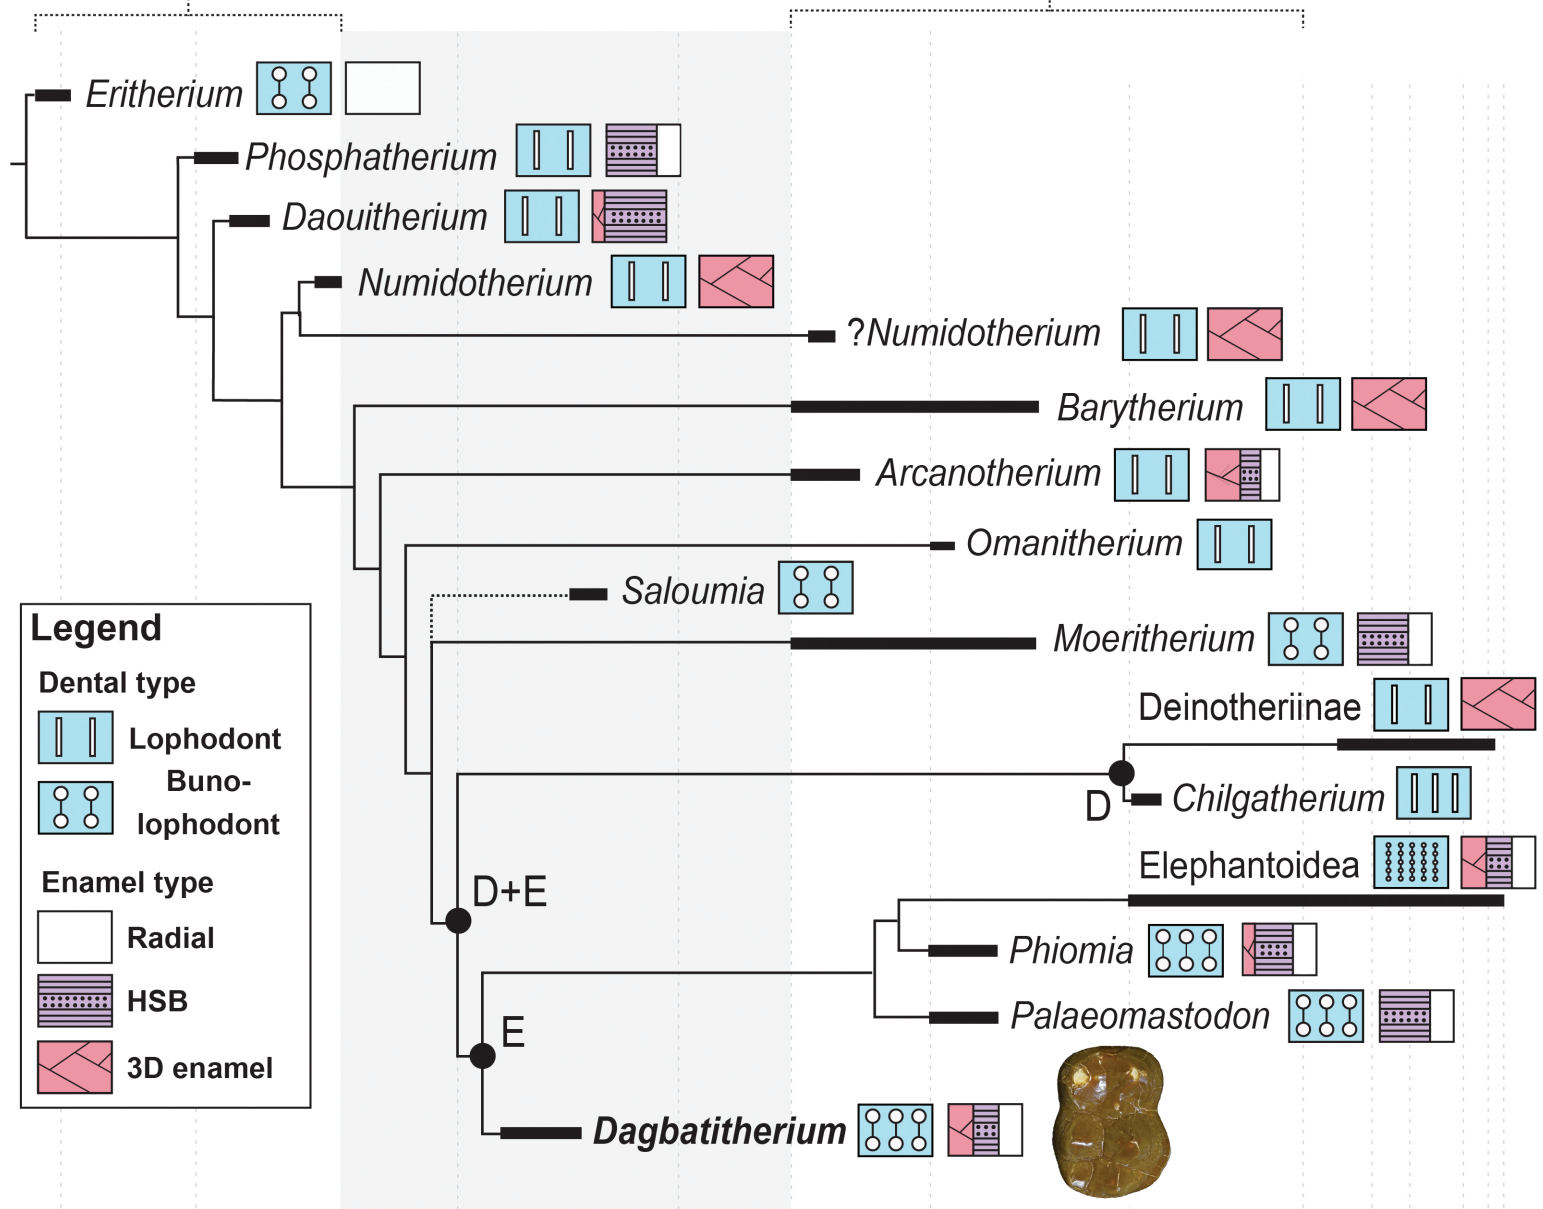 Eritherium
Phosphatherium
Daouitherium
Numidotherium
?Numidotherium
Barytherium
Arcanotherium
Omanitherium
Saloumia
Moeritherium
Deinotheriinae
D
Chilgatherium
Elephantoidea
D+E
Phiomia
Palaeomastodon
E
Dagbatitherium
Legend
Dental type
Lophodont
Buno-
lophodont
Enamel type
Radial
HSB
3D enamel